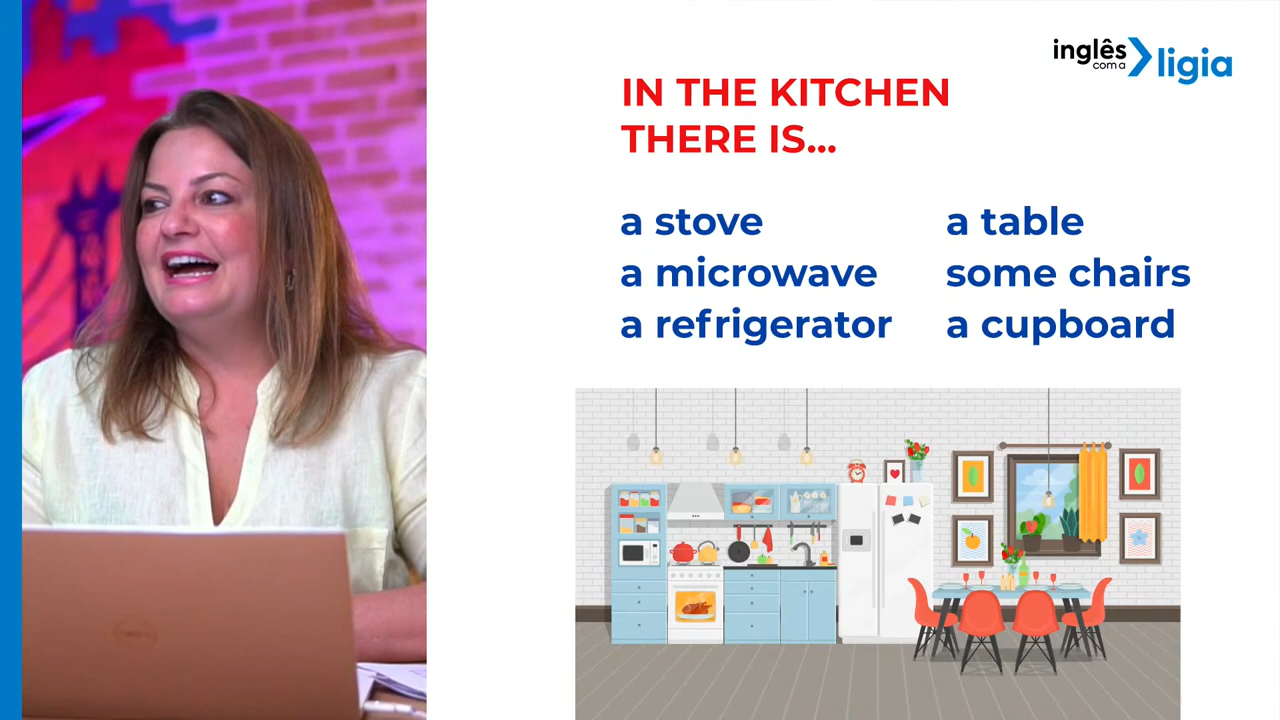 inglês
com a
ligia
IN THE KITCHEN
THERE IS...
a stove
a microwave
a refrigerator
a table
some chairs
a cupboard